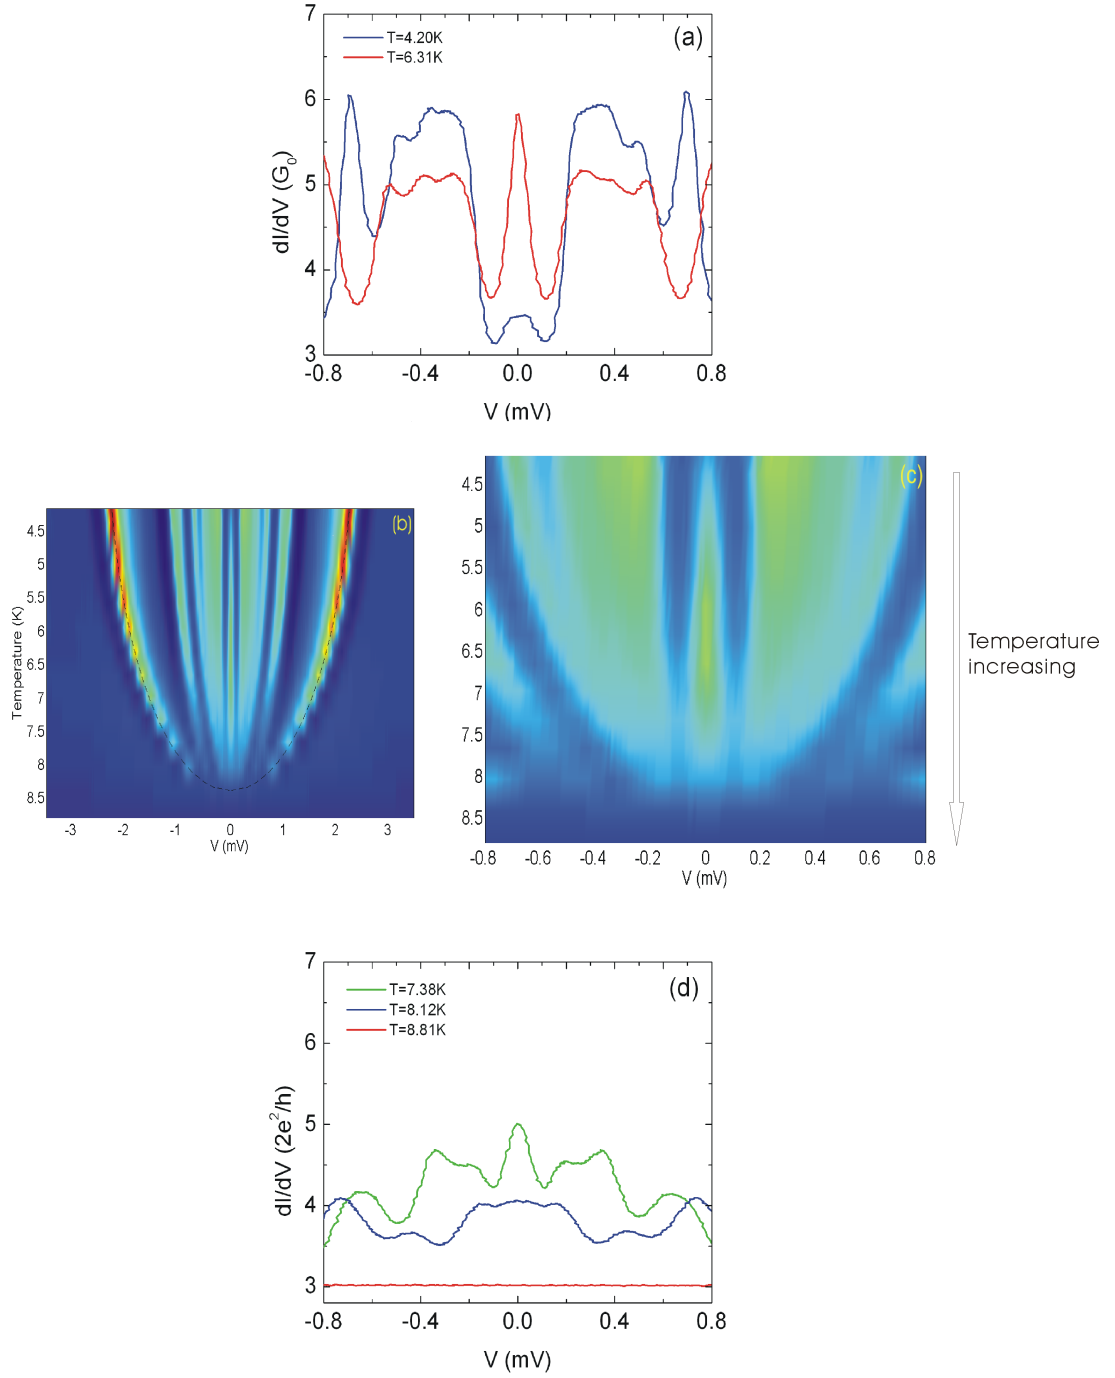 7
(a)
T=4.20K
T=6.31K
6
5
4
3
dI/dV (G₀)
-0.8 -0.4 0.0 0.4 0.8
V (mV)
(b)
4.5
5
5.5
6
6.5
7
7.5
8
8.5
Temperature (K)
-3 -2 -1 0 1 2 3
V (mV)
(c)
4.5
5
5.5
6
6.5
7
7.5
8
8.5
-0.8 -0.6 -0.4 -0.2 0 0.2 0.4 0.6 0.8
V (mV)
Temperature
increasing
7
(d)
T=7.38K
T=8.12K
T=8.81K
6
5
4
3
dI/dV (2e²/h)
-0.8 -0.4 0.0 0.4 0.8
V (mV)